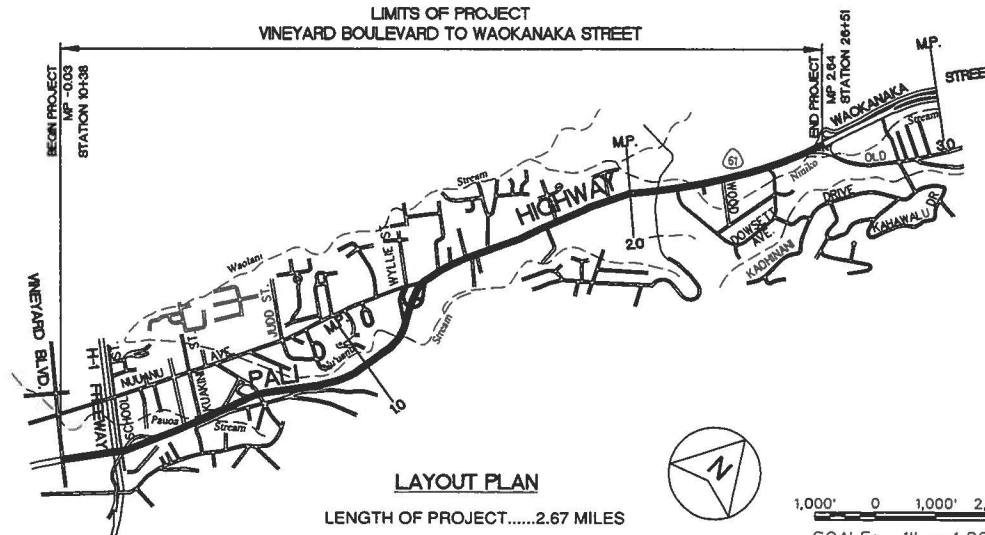 LIMITS OF PROJECT
VINEYARD BOULEVARD TO WAOKANAKA STREET
BEGIN PROJECT
MP -0.03
STATION 10+38
END PROJECT
MP 2.64
STATION 26+51
M.P.
3.0
WAOKANAKA
STREE
Stream
OLD
Niniko
61
M.P.
2.0
WOOD
DOWSETT
AVE.
DRIVE
KAOHINANI
KAHAWALU DR
Stream
HIGHWAY
WYLLIE ST.
Waolani
JUDD ST.
M.P.
1.0
Nu'uanu
Stream
VINEYARD BLVD.
H-1 FREEWAY
SCHOOL ST.
NUUANU AVE.
KUAKINI ST.
PALI
Pauoa
Stream
LAYOUT PLAN
LENGTH OF PROJECT......2.67 MILES
N
1,000' 0 1,000' 2,